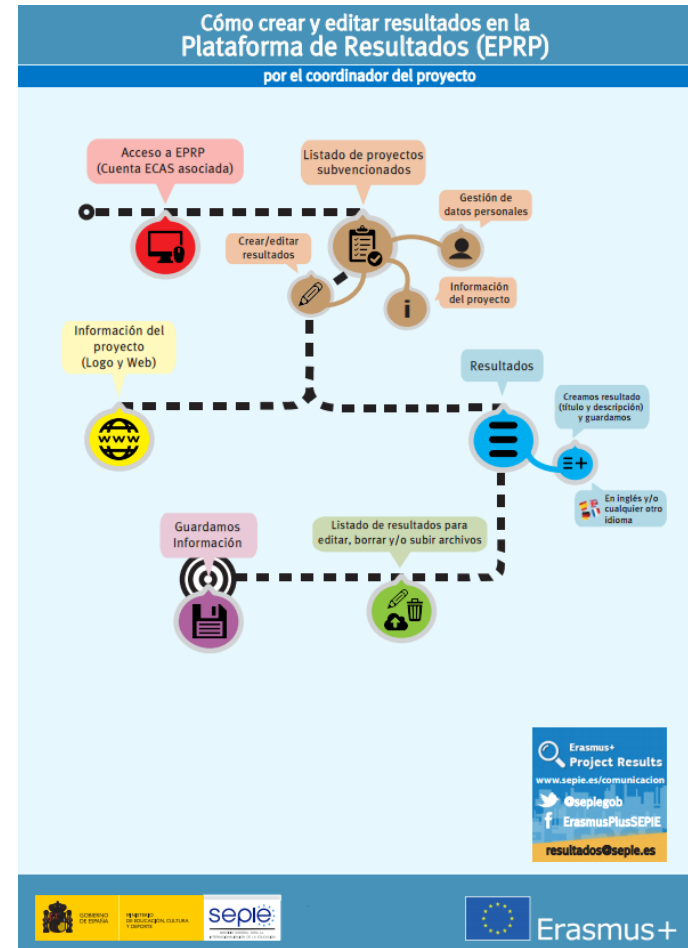 Cómo crear y editar resultados en la
Plataforma de Resultados (EPRP)
por el coordinador del proyecto
Acceso a EPRP
(Cuenta ECAS asociada)
Listado de proyectos
subvencionados
Gestión de
datos personales
Crear/editar
resultados
Información
del proyecto
i
Información del
proyecto
(Logo y Web)
www
Resultados
Creamos resultado
(título y descripción)
y guardamos
En inglés y/o
cualquier otro
idioma
Guardamos
Información
Listado de resultados para
editar, borrar y/o subir archivos
Erasmus+
Project Results
www.sepie.es/comunicacion
@sepiegob
f ErasmusPlusSEPIE
resultados@sepie.es
GOBIERNO
DE ESPAÑA
MINISTERIO
DE EDUCACIÓN, CULTURA
Y DEPORTE
sepie
Erasmus+